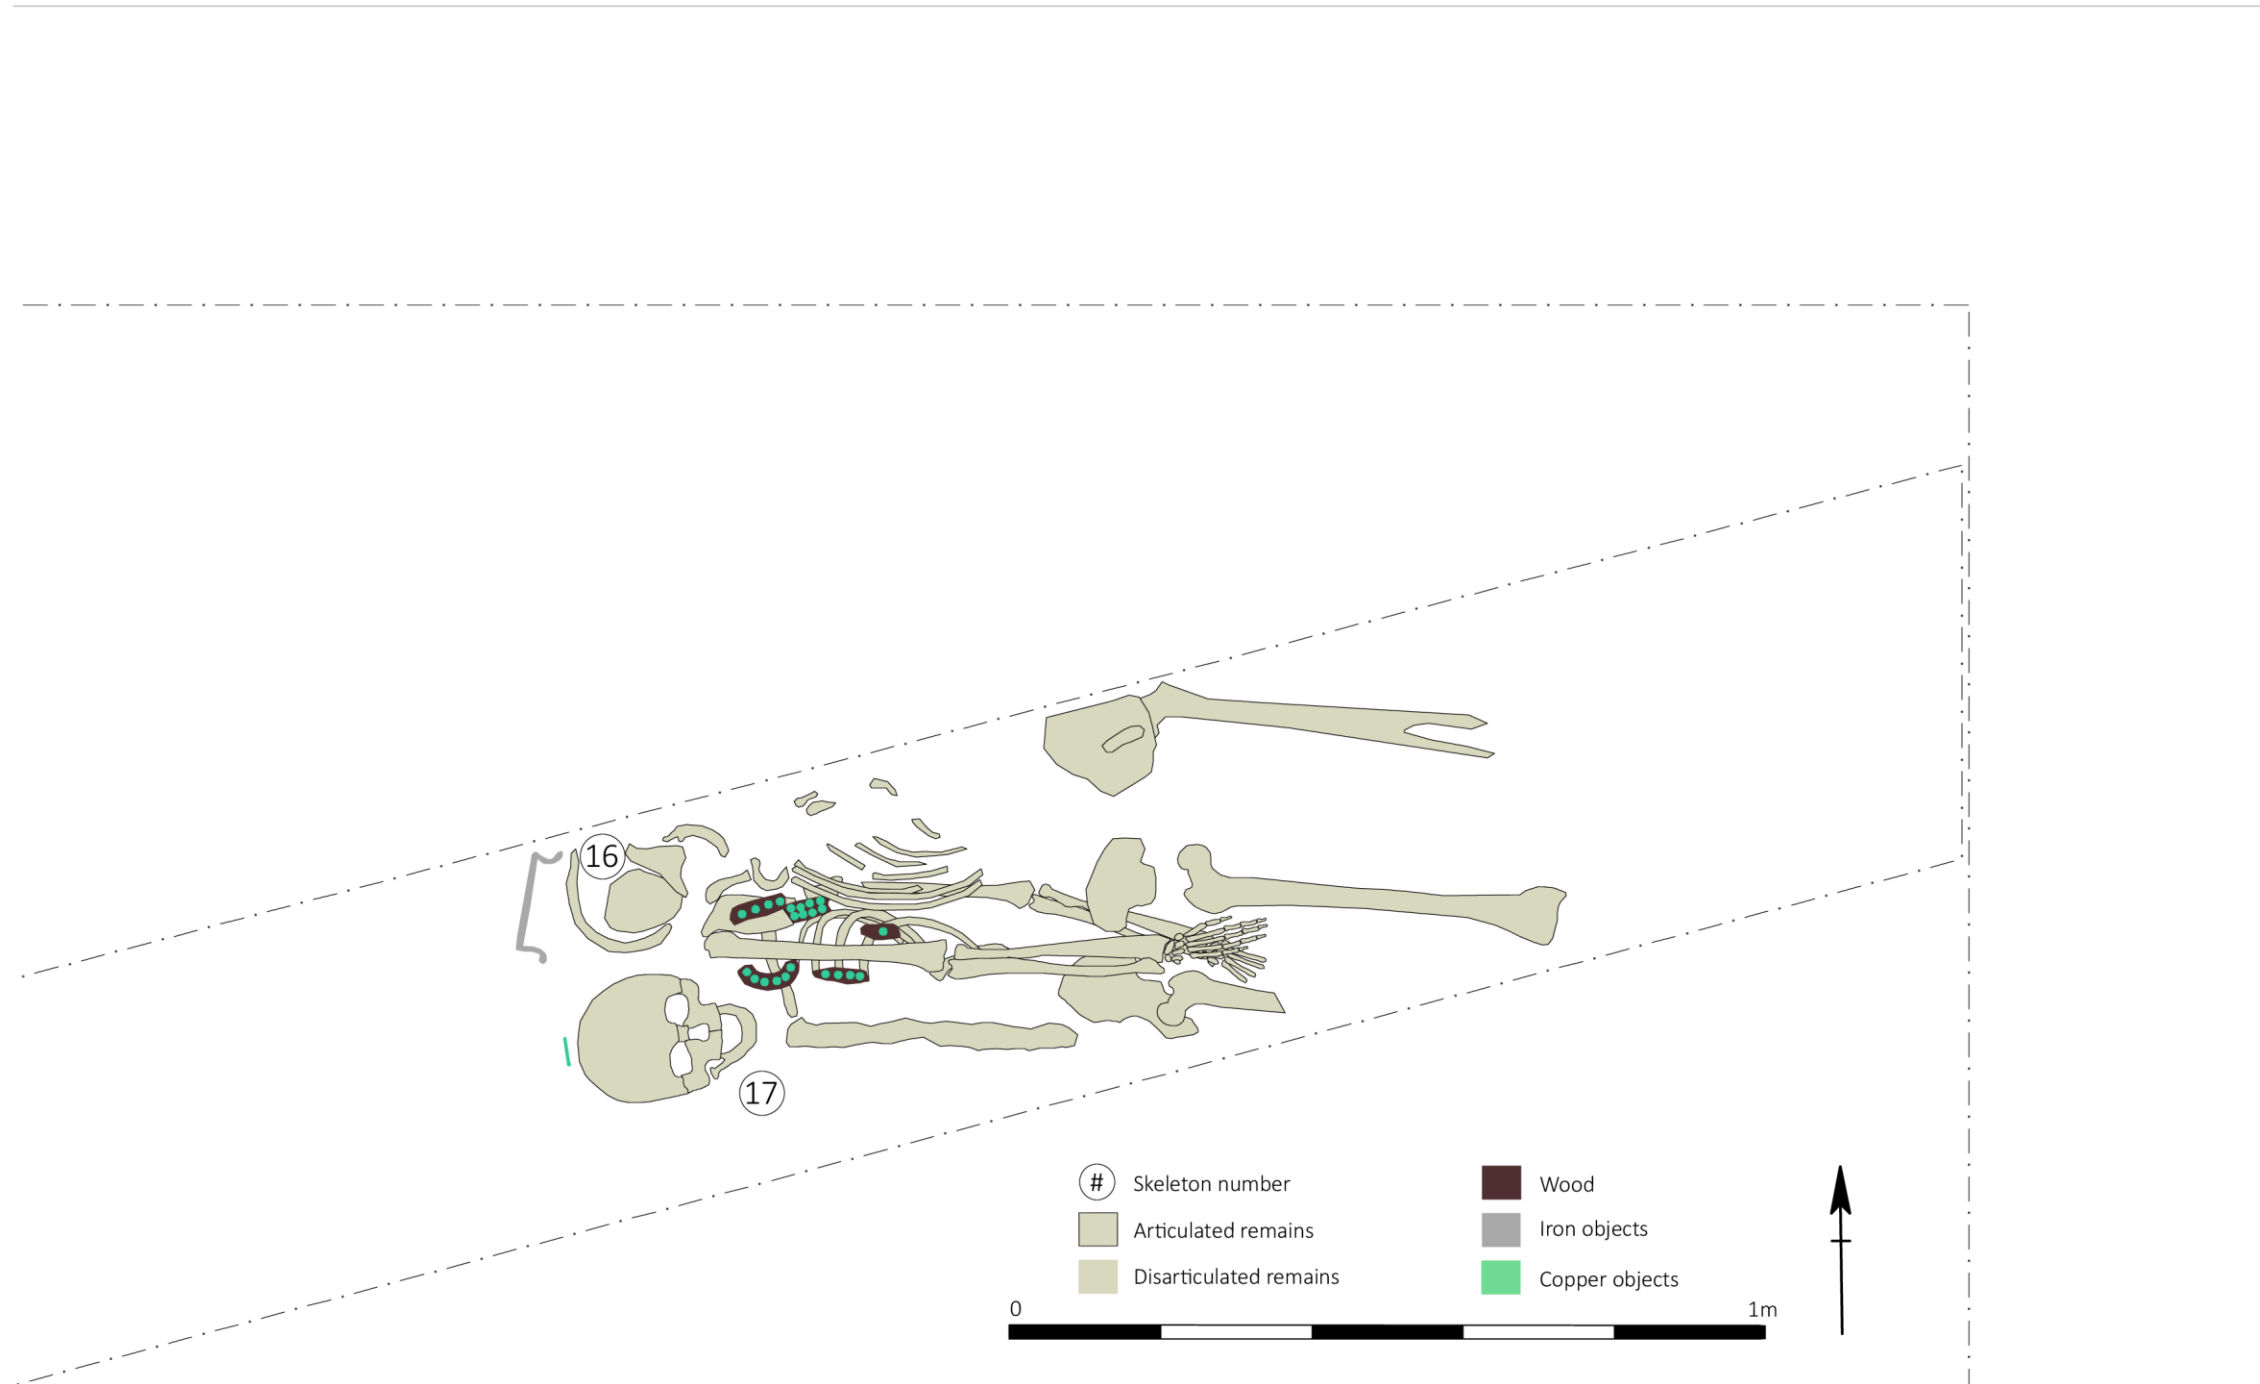 16
17
# Skeleton number
Articulated remains
Disarticulated remains
Wood
Iron objects
Copper objects
0 1m